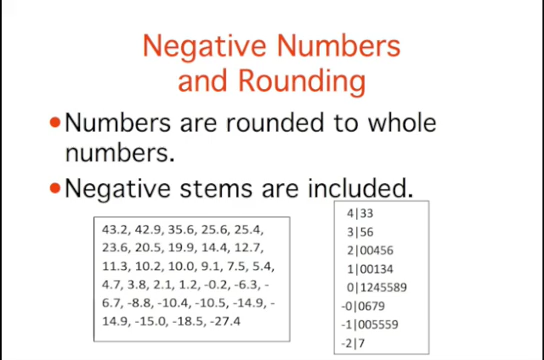 Negative Numbers
and Rounding
•Numbers are rounded to whole
numbers.
•Negative stems are included.
43.2, 42.9, 35.6, 25.6, 25.4,
23.6, 20.5, 19.9, 14.4, 12.7,
11.3, 10.2, 10.0, 9.1, 7.5, 5.4,
4.7, 3.8, 2.1, 1.2, -0.2, -6.3, -
6.7, -8.8, -10.4, -10.5, -14.9, -
14.9, -15.0, -18.5, -27.4
4|33
3|56
2|00456
1|00134
0|1245589
-0|0679
-1|005559
-2|7